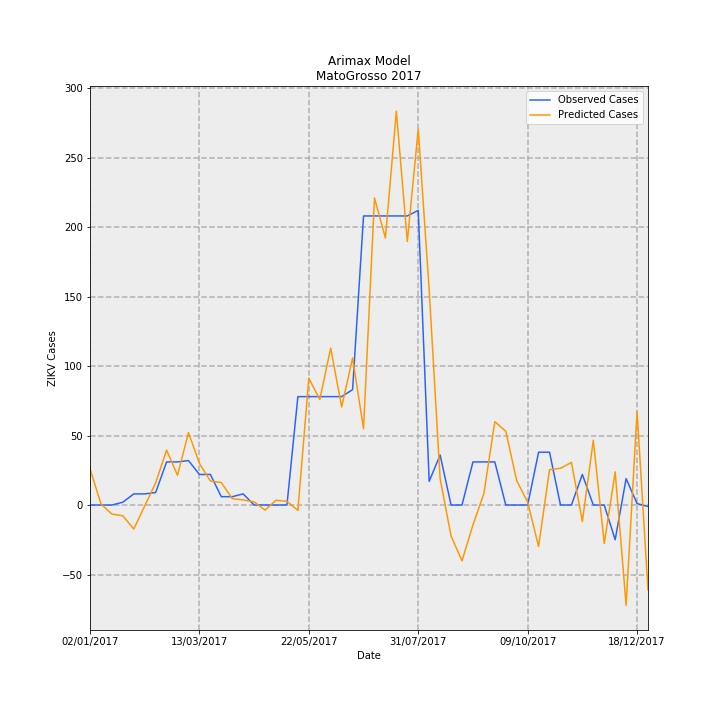 Arimax Model
MatoGrosso 2017
Observed Cases
Predicted Cases
300
250
200
150
100
50
0
−50
ZIKV Cases
02/01/2017 13/03/2017 22/05/2017 31/07/2017 09/10/2017 18/12/2017
Date